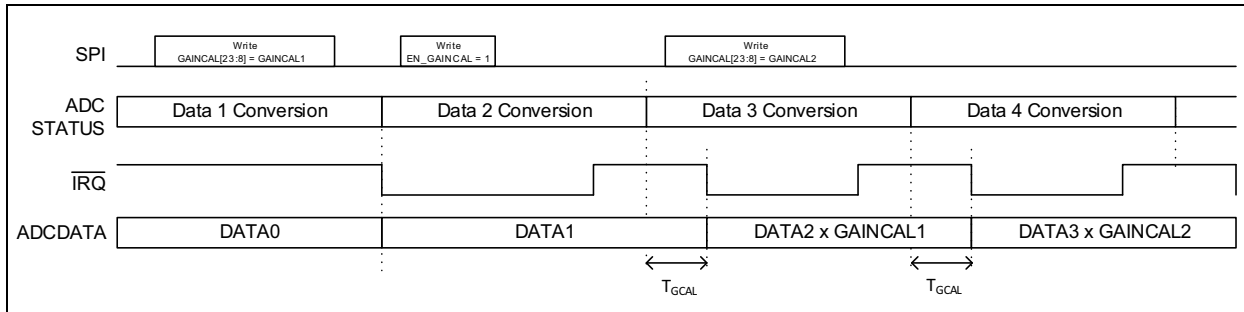 SPI
Write
GAINCAL[23:8] = GAINCAL1
Write
EN_GAINCAL = 1
Write
GAINCAL[23:8] = GAINCAL2
ADC
STATUS
Data 1 Conversion
Data 2 Conversion
Data 3 Conversion
Data 4 Conversion
IRQ
ADCDATA
DATA0
DATA1
DATA2 x GAINCAL1
DATA3 x GAINCAL2
TGCAL
TGCAL